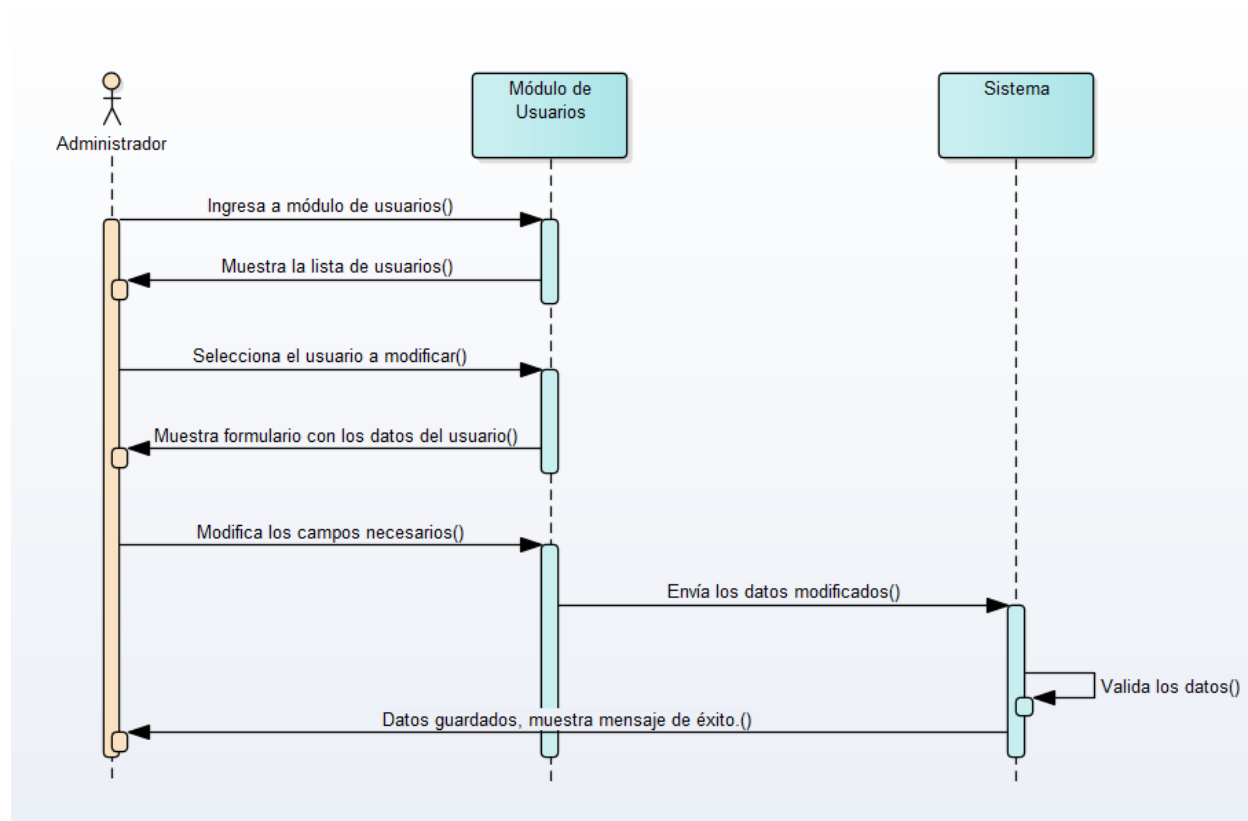 Administrador
Módulo de
Usuarios
Sistema
Ingresa a módulo de usuarios()
Muestra la lista de usuarios()
Selecciona el usuario a modificar()
Muestra formulario con los datos del usuario()
Modifica los campos necesarios()
Envía los datos modificados()
Valida los datos()
Datos guardados, muestra mensaje de éxito.()